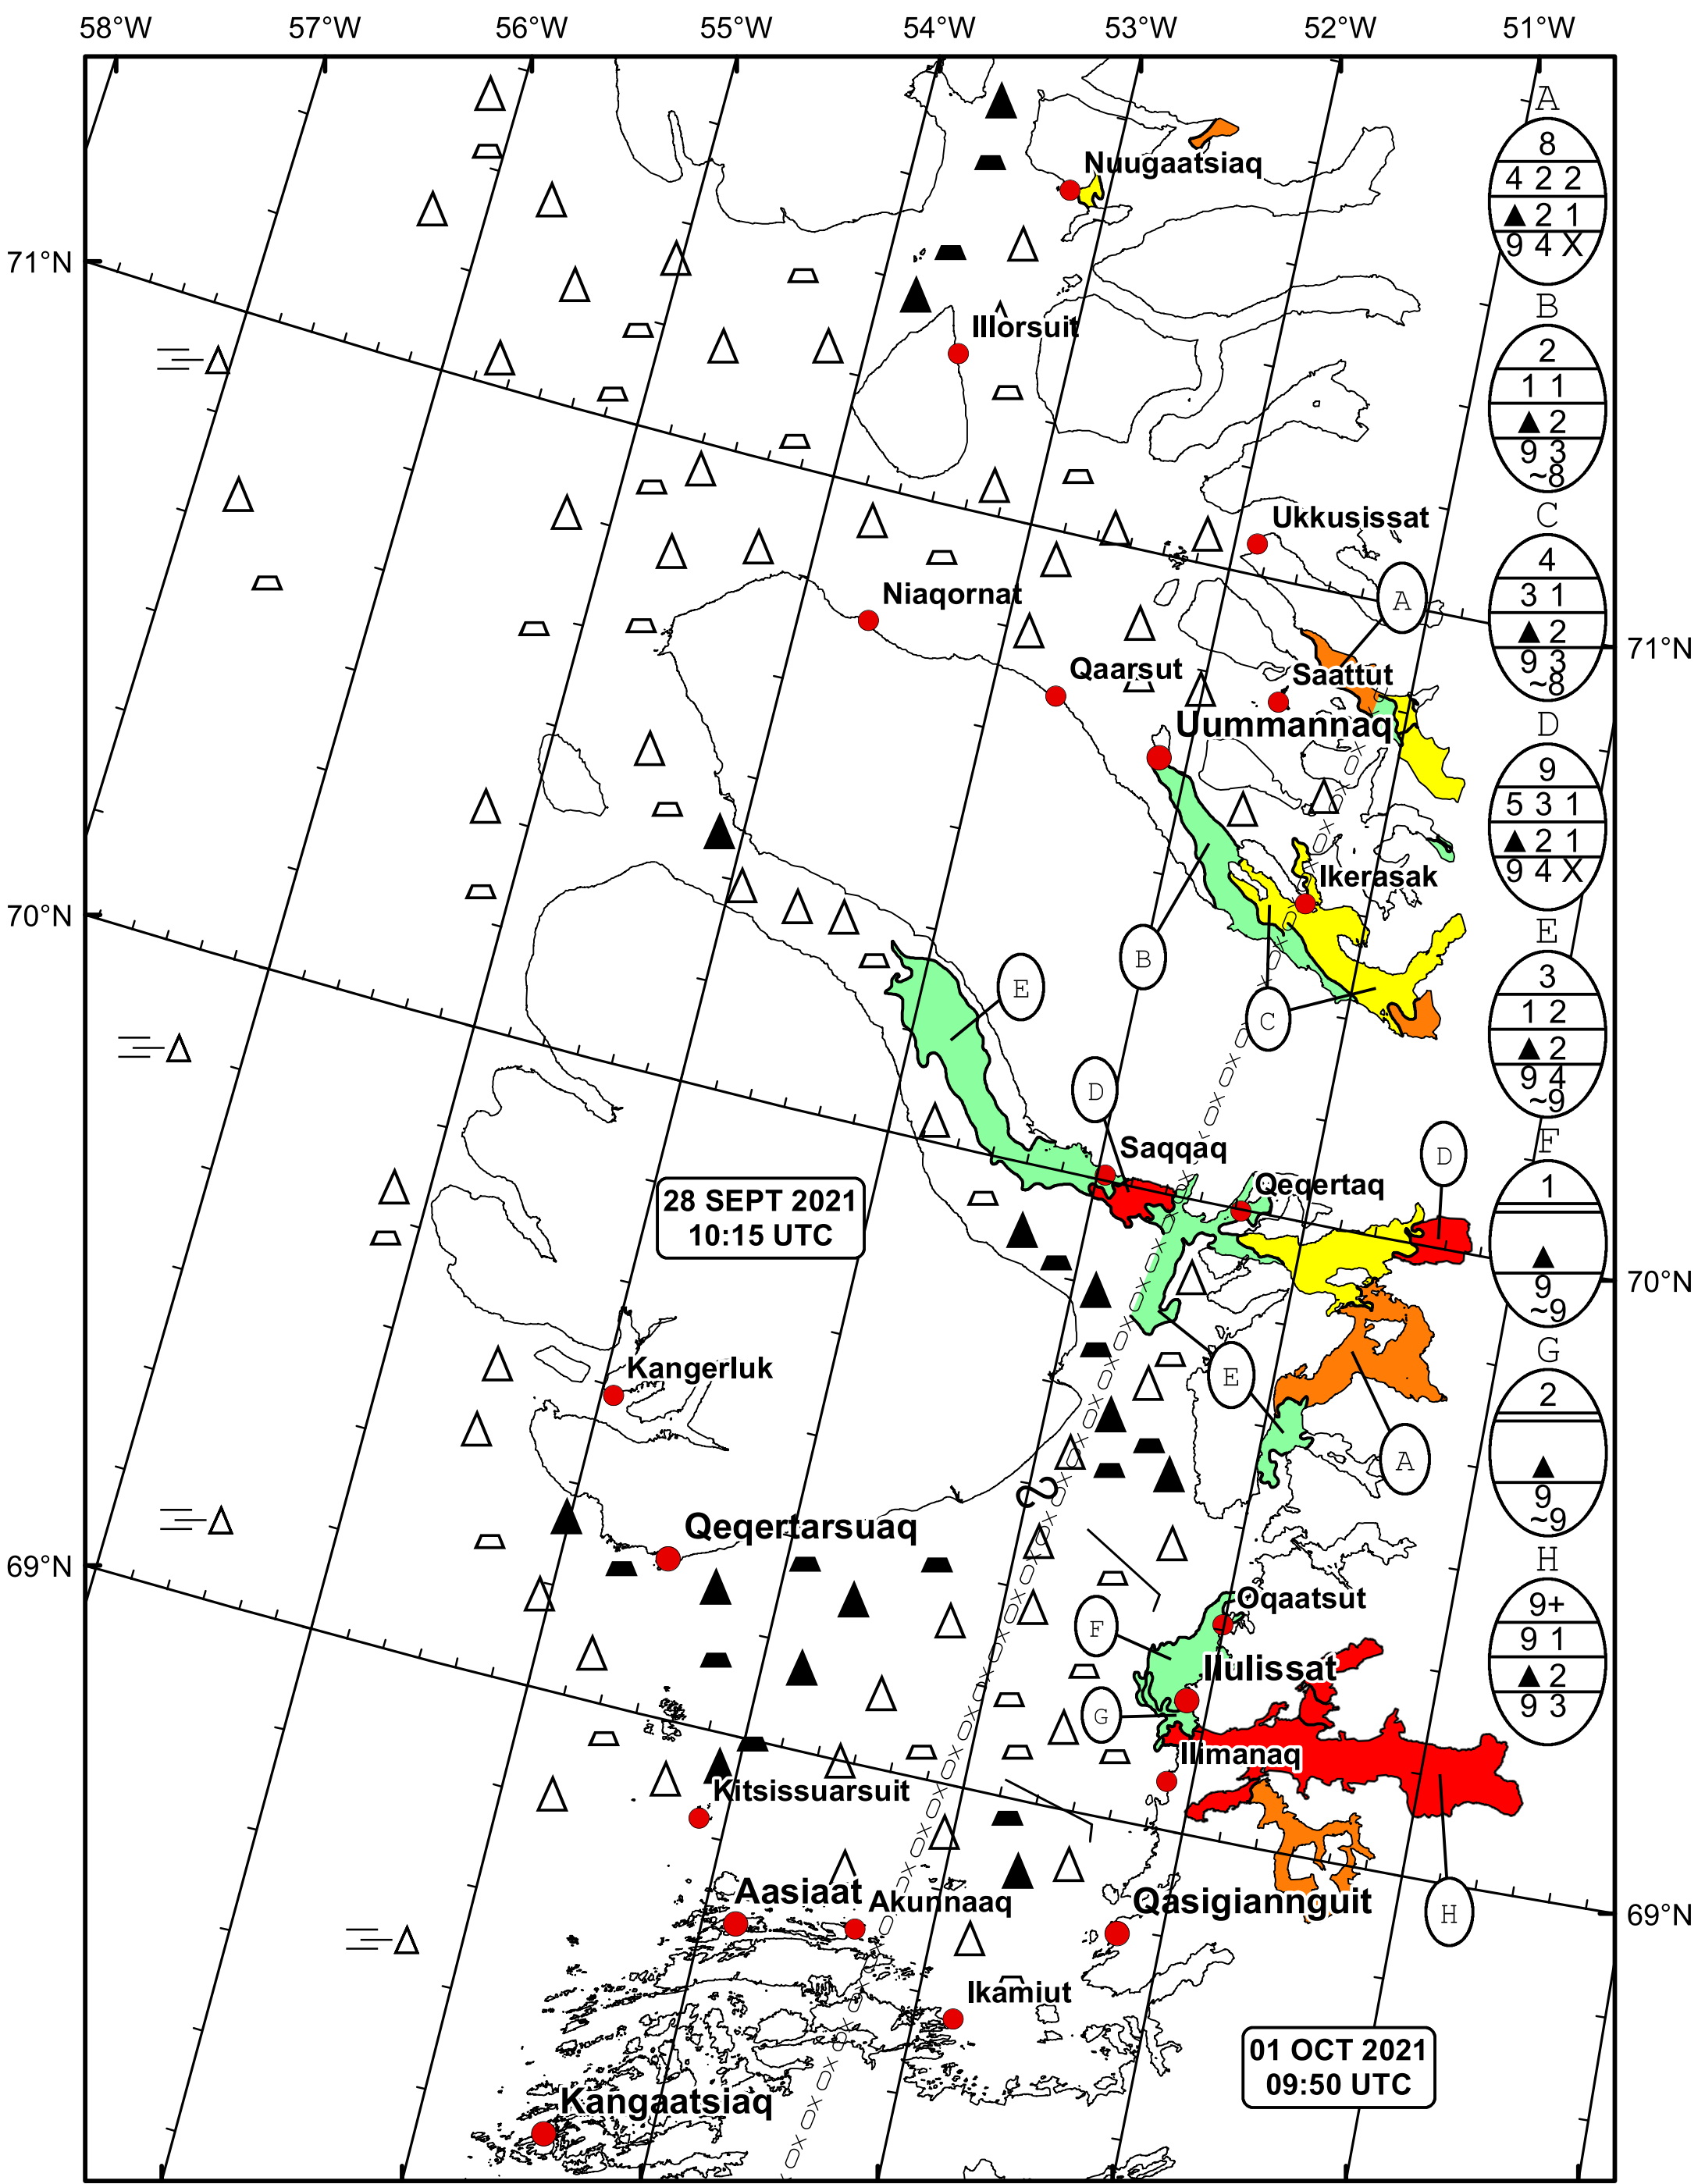 58°W 57°W 56°W 55°W 54°W 53°W 52°W 51°W
A
8
4 2 2
▲ 2 1
9 4 X
Nuugaatsiaq
71°N
B
2
1 1
▲ 2
9 3
~8
Illorsuit
C
4
3 1
▲ 2
9 3
~8
Ukkusissat
Niaqornat
A
71°N
Qaarsut
Saattut
Uummannaq
D
9
5 3 1
▲ 2 1
9 4 X
Ikerasak
70°N
B
E
C
E
3
1 2
▲ 2
9 4
~9
D
Saqqaq
D
Qeqertaq
28 SEPT 2021
10:15 UTC
F
1
▲
9
~9
70°N
Kangerluk
E
A
G
2
▲
9
~9
Qeqertarsuaq
69°N
Oqaatsut
F
Ilulissat
G
Ilimanaq
H
9+
9 1
▲ 2
9 3
Kitsissuarsuit
Aasiaat
Akunnaaq
Qasigiannguit
H
69°N
Ikamiut
01 OCT 2021
09:50 UTC
Kangaatsiaq